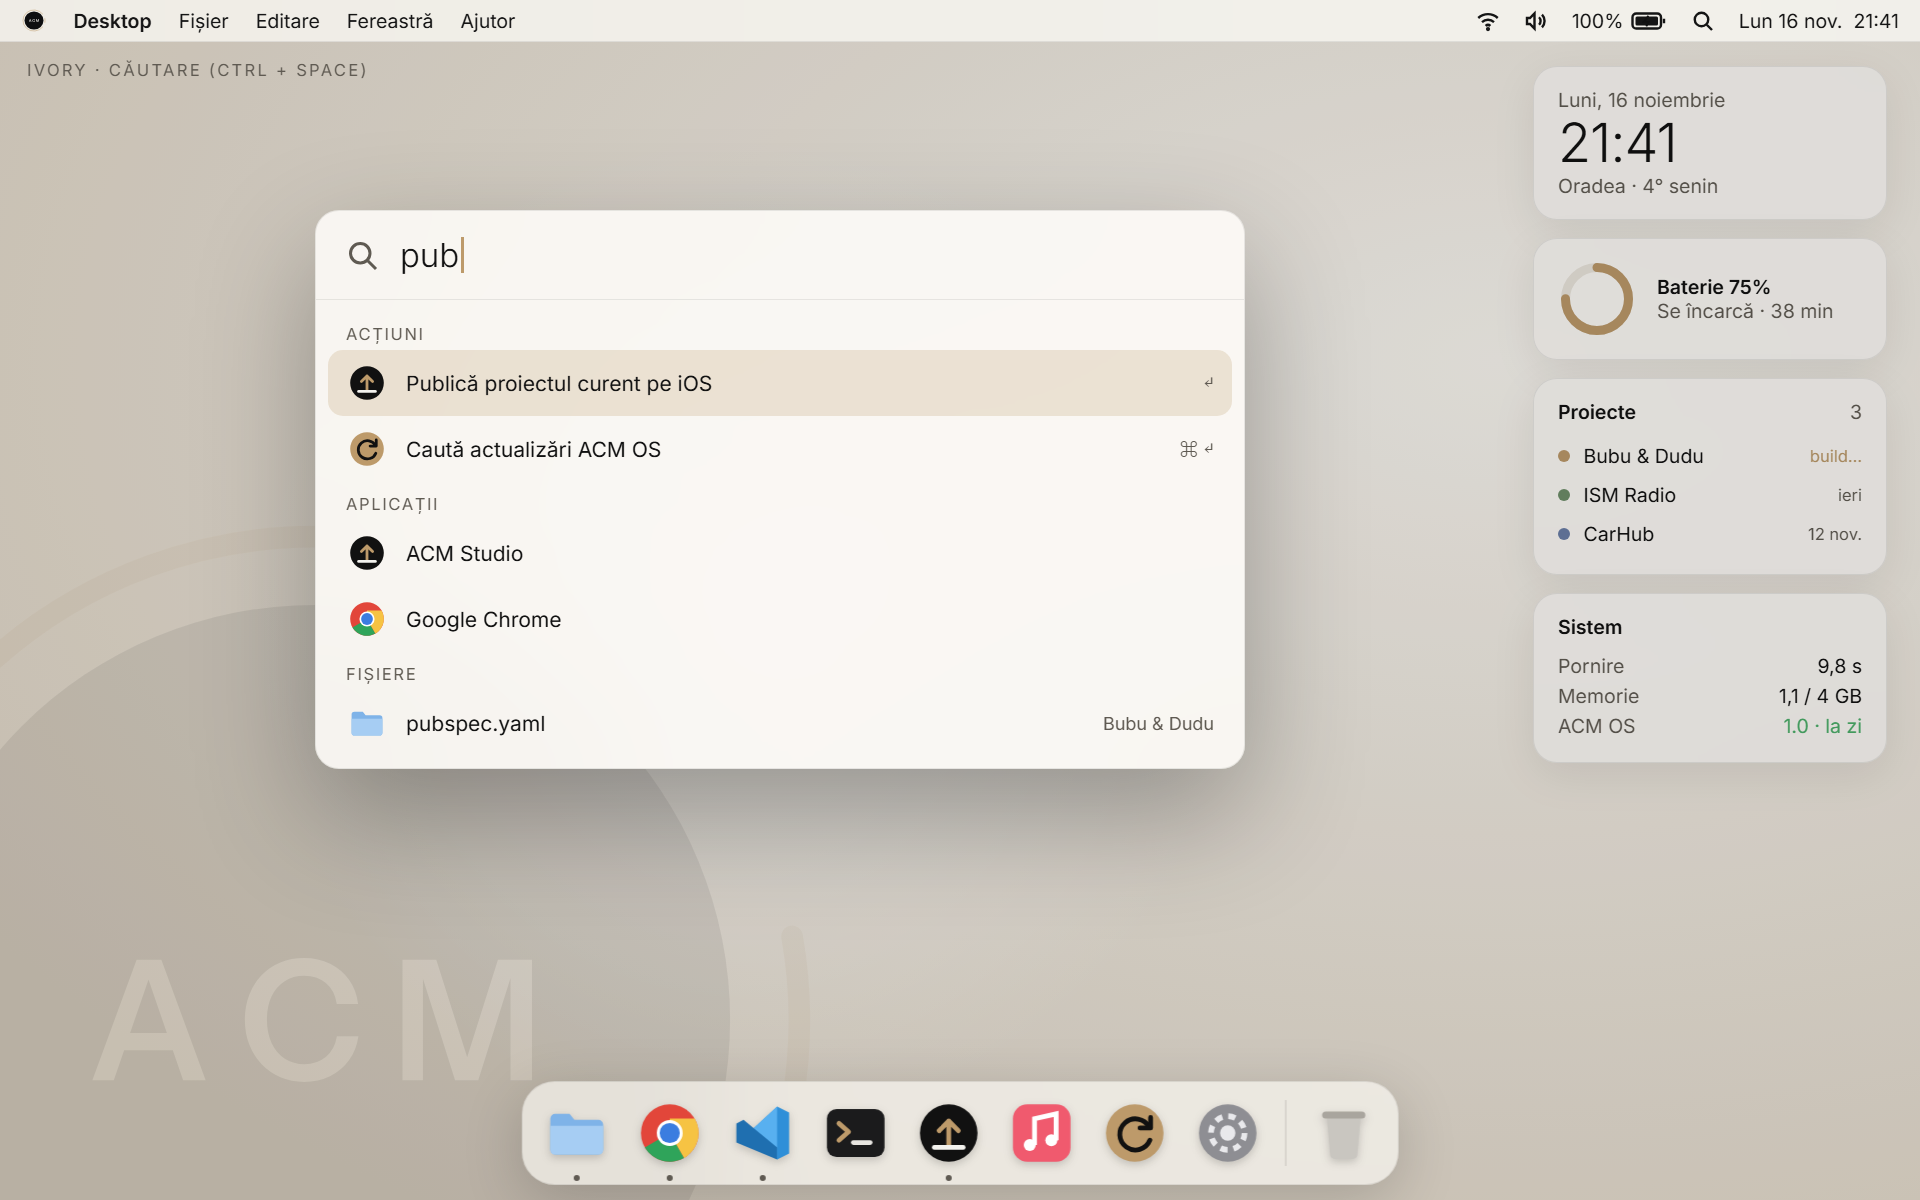 ACM Desktop Fișier Editare Fereastră Ajutor 100% Lun 16 nov. 21:41
IVORY · CĂUTARE (CTRL + SPACE)
pub
ACȚIUNI
Publică proiectul curent pe iOS ↵
Caută actualizări ACM OS ⌘ ↵
APLICAȚII
ACM Studio
Google Chrome
FIȘIERE
pubspec.yaml Bubu & Dudu
Luni, 16 noiembrie
21:41
Oradea · 4° senin
Baterie 75%
Se încarcă · 38 min
Proiecte 3
Bubu & Dudu build...
ISM Radio ieri
CarHub 12 nov.
Sistem
Pornire 9,8 s
Memorie 1,1 / 4 GB
ACM OS 1.0 · la zi
ACM